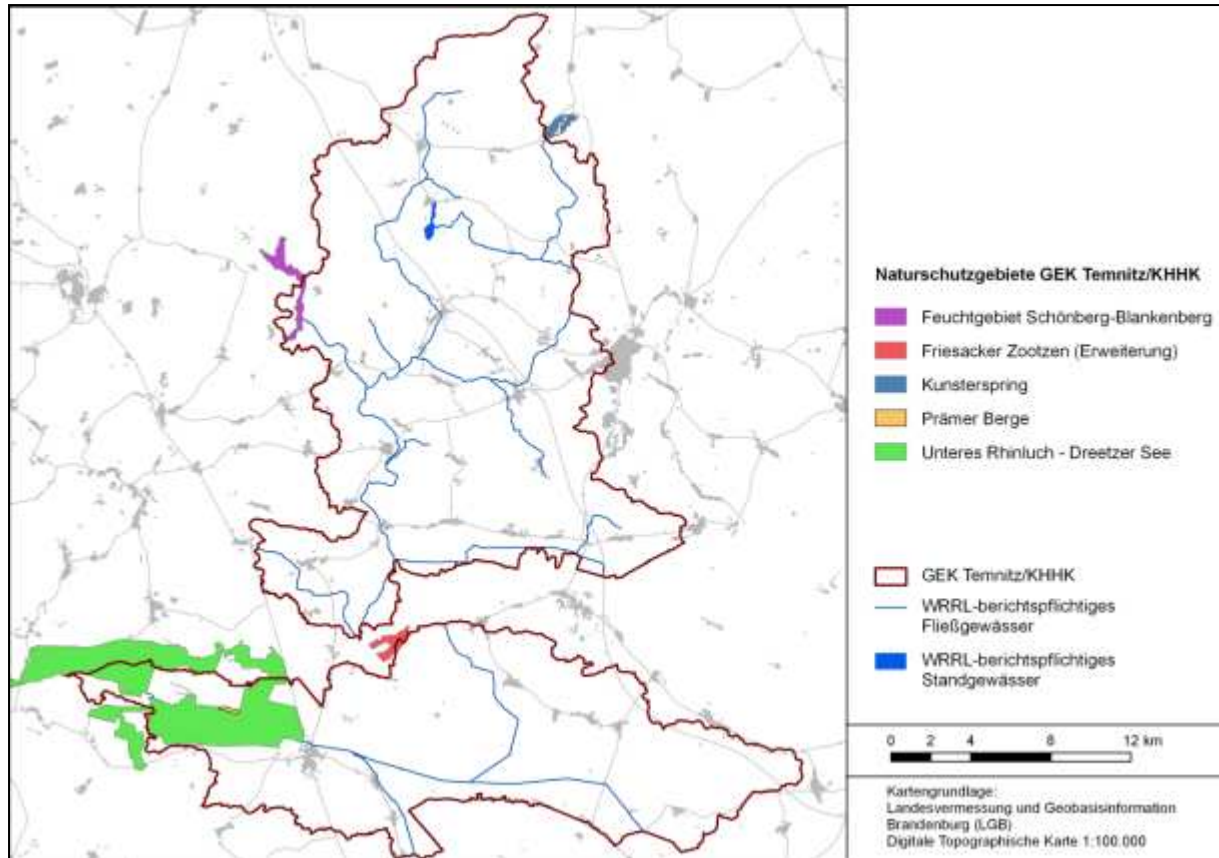 Naturschutzgebiete GEK Temnitz/KHHK
Feuchtgebiet Schönberg-Blankenberg
Friesacker Zootzen (Erweiterung)
Kunsterspring
Prämer Berge
Unteres Rhinluch - Dreetzer See
GEK Temnitz/KHHK
WRRL-berichtspflichtiges
Fließgewässer
WRRL-berichtspflichtiges
Standgewässer
0 2 4 8 12 km
Kartengrundlage:
Landesvermessung und Geobasisinformation
Brandenburg (LGB)
Digitale Topographische Karte 1:100.000